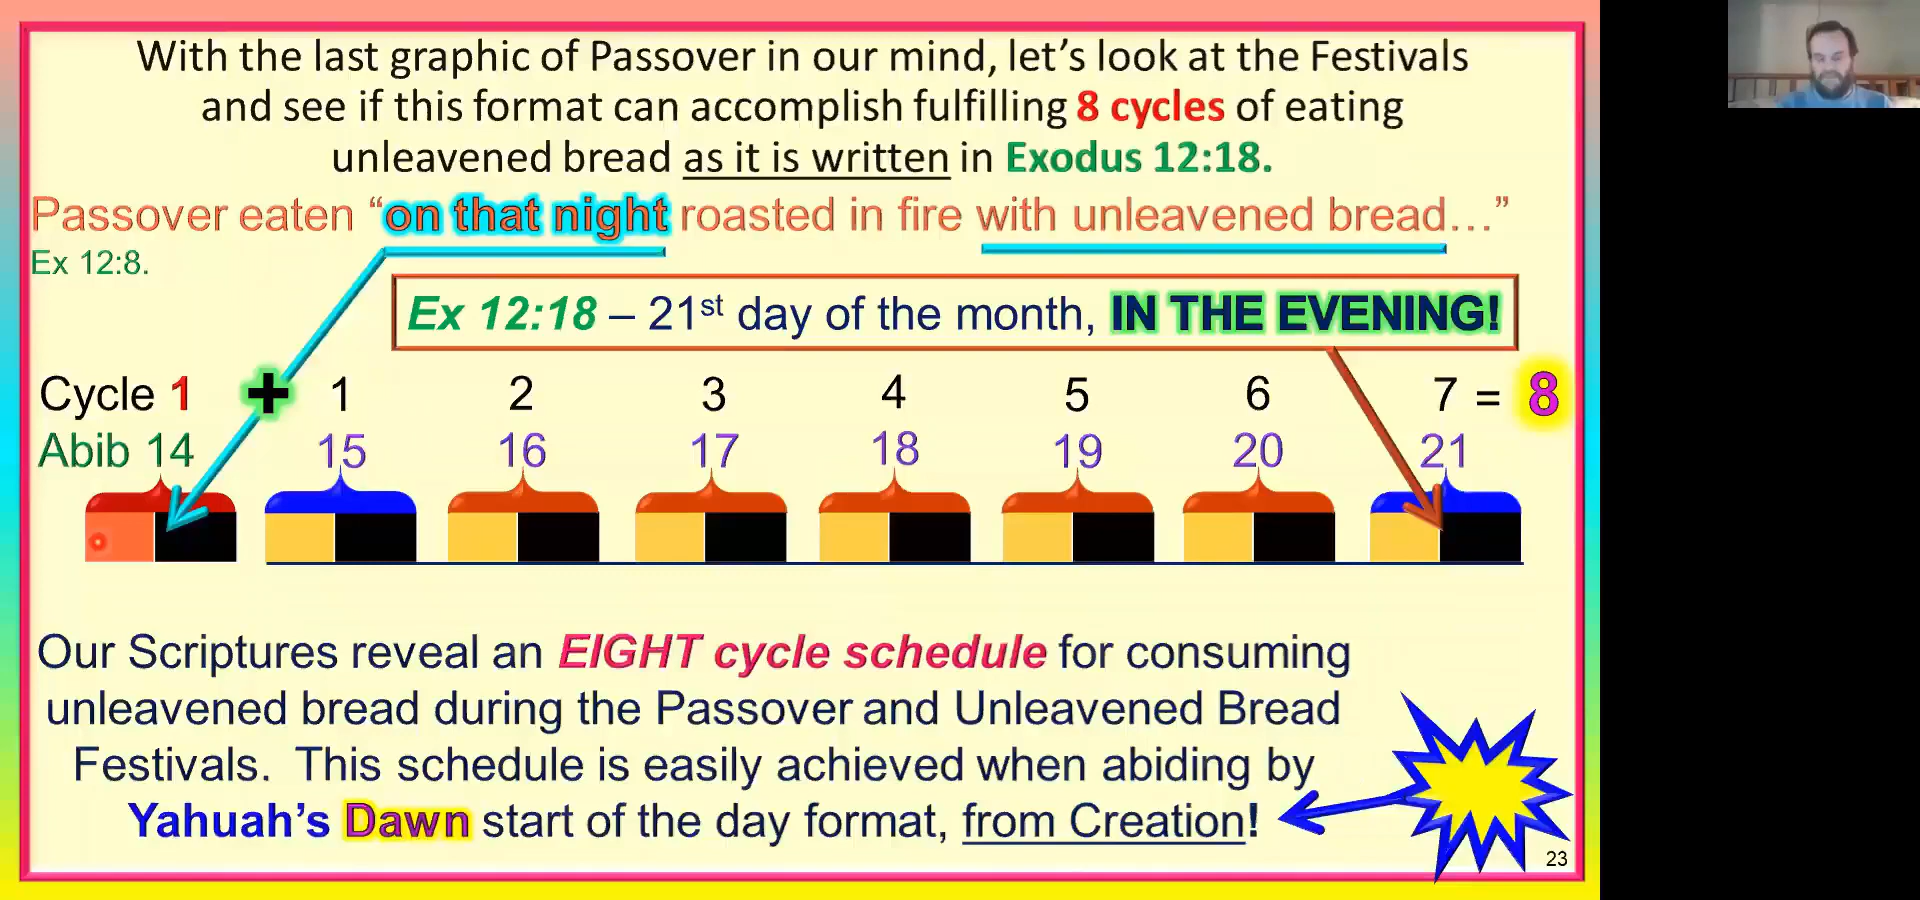 With the last graphic of Passover in our mind, let’s look at the Festivals
and see if this format can accomplish fulfilling 8 cycles of eating
unleavened bread as it is written in Exodus 12:18.
Passover eaten “on that night roasted in fire with unleavened bread…”
Ex 12:8.
Ex 12:18 – 21st day of the month, IN THE EVENING!
Cycle 1 + 1 2 3 4 5 6 7 = 8
Abib 14 15 16 17 18 19 20 21
Our Scriptures reveal an EIGHT cycle schedule for consuming
unleavened bread during the Passover and Unleavened Bread
Festivals. This schedule is easily achieved when abiding by
Yahuah’s Dawn start of the day format, from Creation!
23